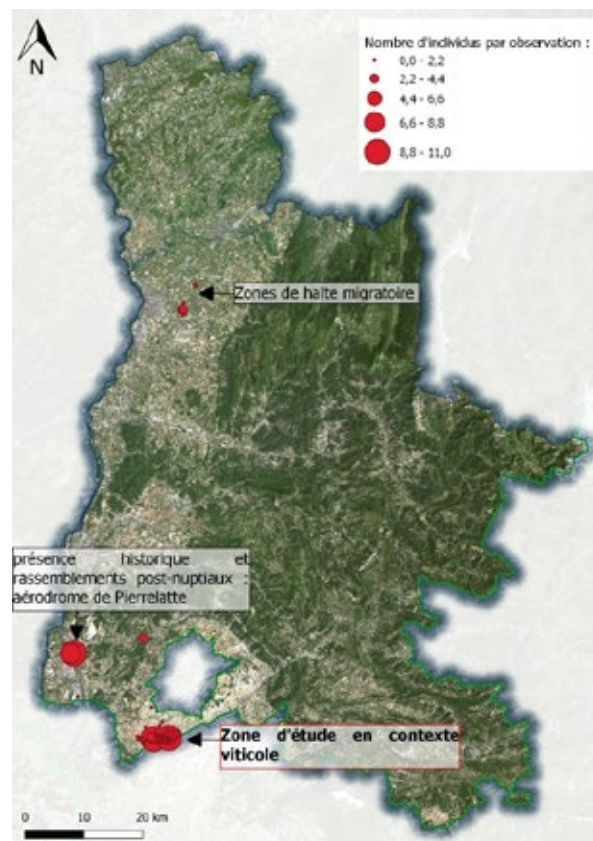 N
Nombre d'individus par observation :
0,0 - 2,2
2,2 - 4,4
4,4 - 6,6
6,6 - 8,8
8,8 - 11,0
Zones de halte migratoire
présence historique et
rassemblements post-nuptiaux :
aérodrome de Pierrelatte
Zone d'étude en contexte
viticole
0 10 20 km